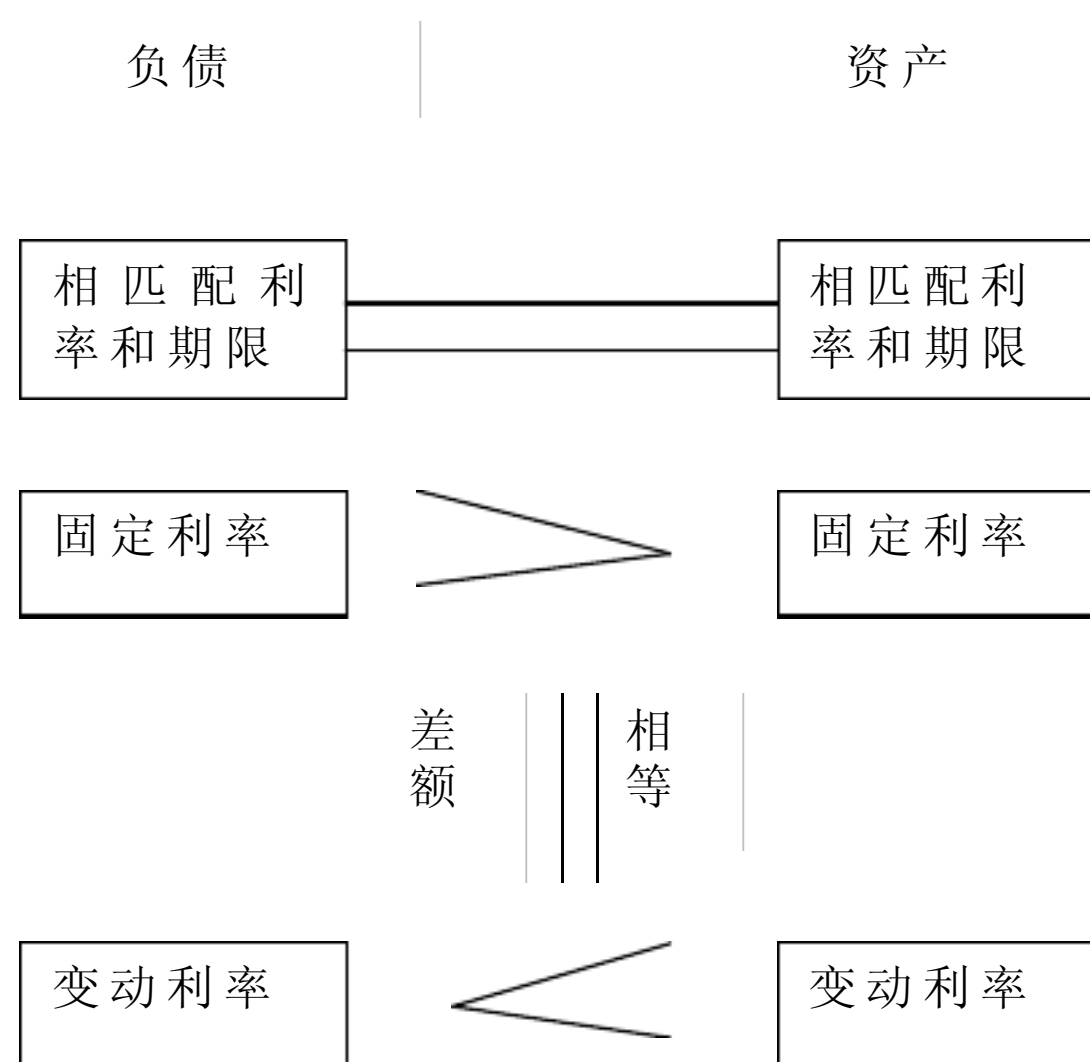 负债
资产
相匹配利
率和期限
相匹配利
率和期限
固定利率
固定利率
差
额
相
等
变动利率
变动利率